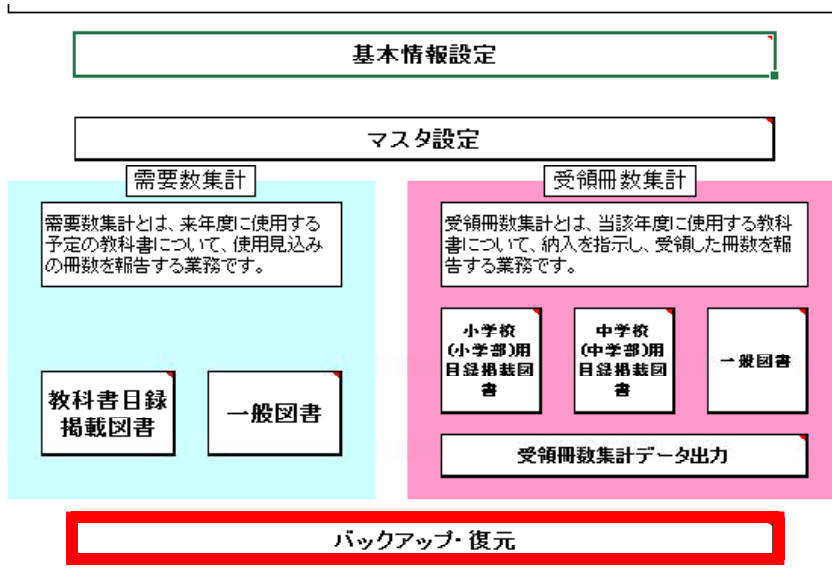 基本情報設定
マスタ設定
需要数集計
需要数集計とは、来年度に使用する
予定の教科書について、使用見込み
の冊数を報告する業務です。
教科書目録
掲載図書
一般図書
受領冊数集計
受領冊数集計とは、当該年度に使用する教科
書について、納入を指示し、受領した冊数を報
告する業務です。
小学校
(小学部)用
目録掲載図
書
中学校
(中学部)用
目録掲載図
書
一般図書
受領冊数集計データ出力
バックアップ・復元